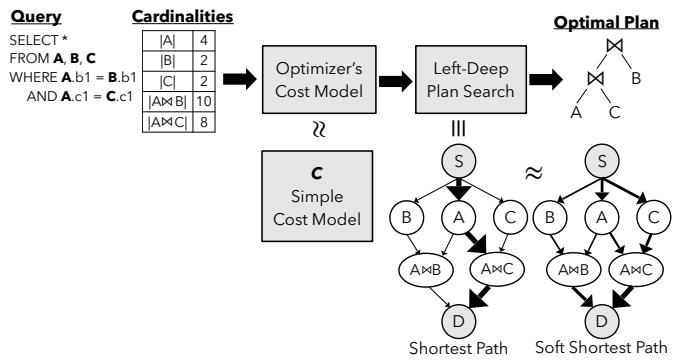 Query
SELECT *
FROM A, B, C
WHERE A.b1 = B.b1
AND A.c1 = C.c1
Cardinalities
|A| 4
|B| 2
|C| 2
|A⋈B| 10
|A⋈C| 8
Optimizer's
Cost Model
Left-Deep
Plan Search
Optimal Plan
⋈
⋈ B
A C
≈
≡
C
Simple
Cost Model
S
B A C
A⋈B A⋈C
D
Shortest Path
≈
S
B A C
A⋈B A⋈C
D
Soft Shortest Path